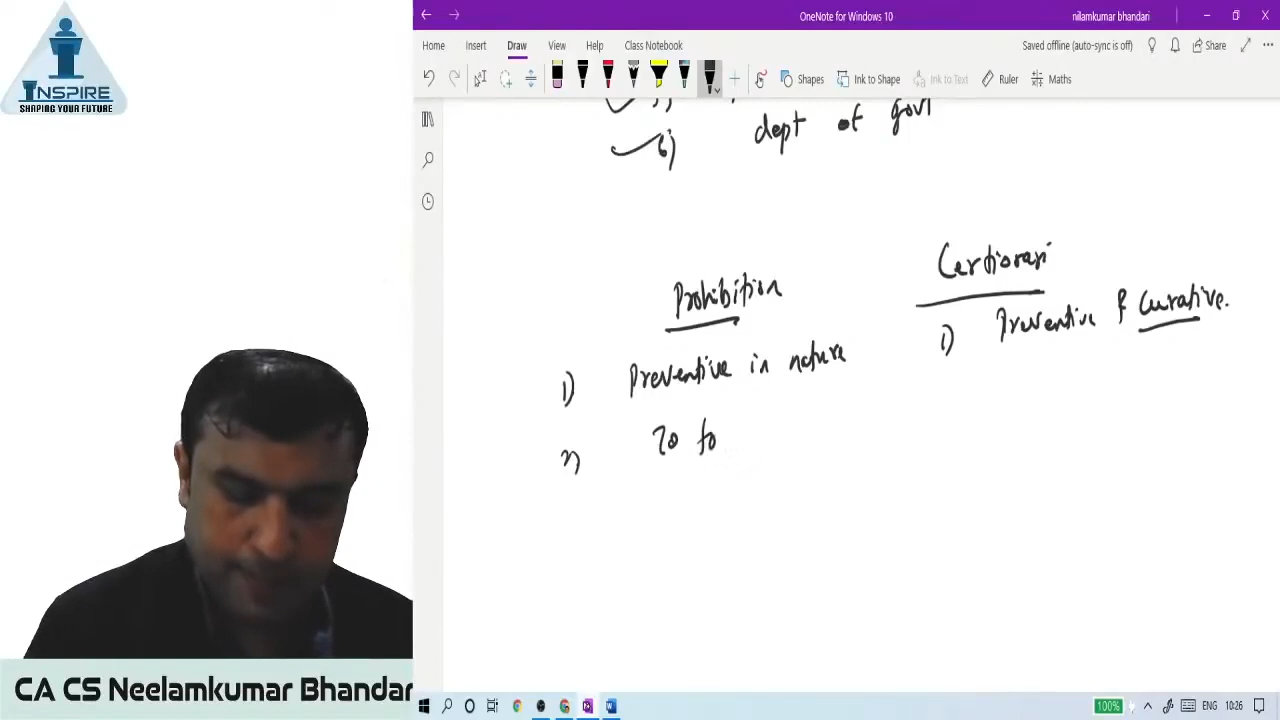 INSPIRE
SHAPING YOUR FUTURE
OneNote for Windows 10
nilamkumar bhandari
Home Insert Draw View Help Class Notebook
Saved offline (auto-sync is off) Share
Shapes Ink to Shape Ink to Text Ruler Maths
dept of govt
6)
Prohibition
Certiorari
1) Preventive in nature
1) Preventive & Curative.
2) To fo
CA CS Neelamkumar Bhandar
100% ENG 10:26